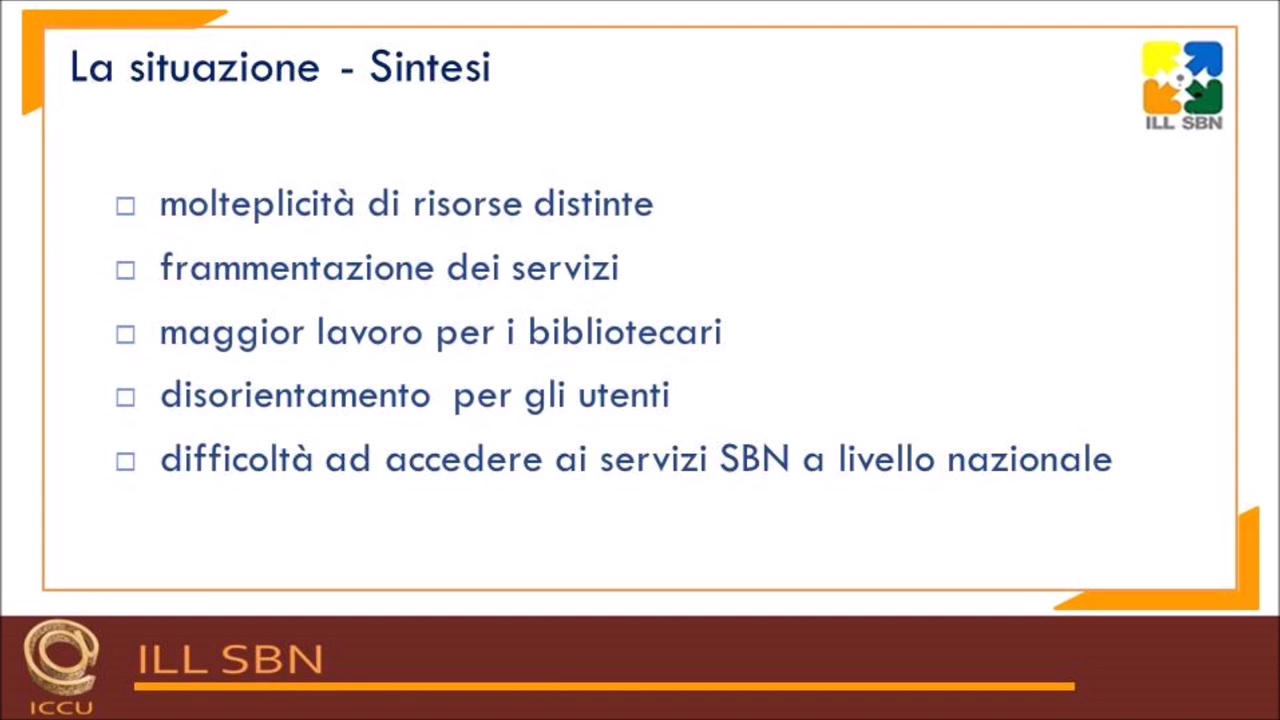 La situazione - Sintesi
ILL SBN
molteplicità di risorse distinte
frammentazione dei servizi
maggior lavoro per i bibliotecari
disorientamento per gli utenti
difficoltà ad accedere ai servizi SBN a livello nazionale
ILL SBN
ICCU